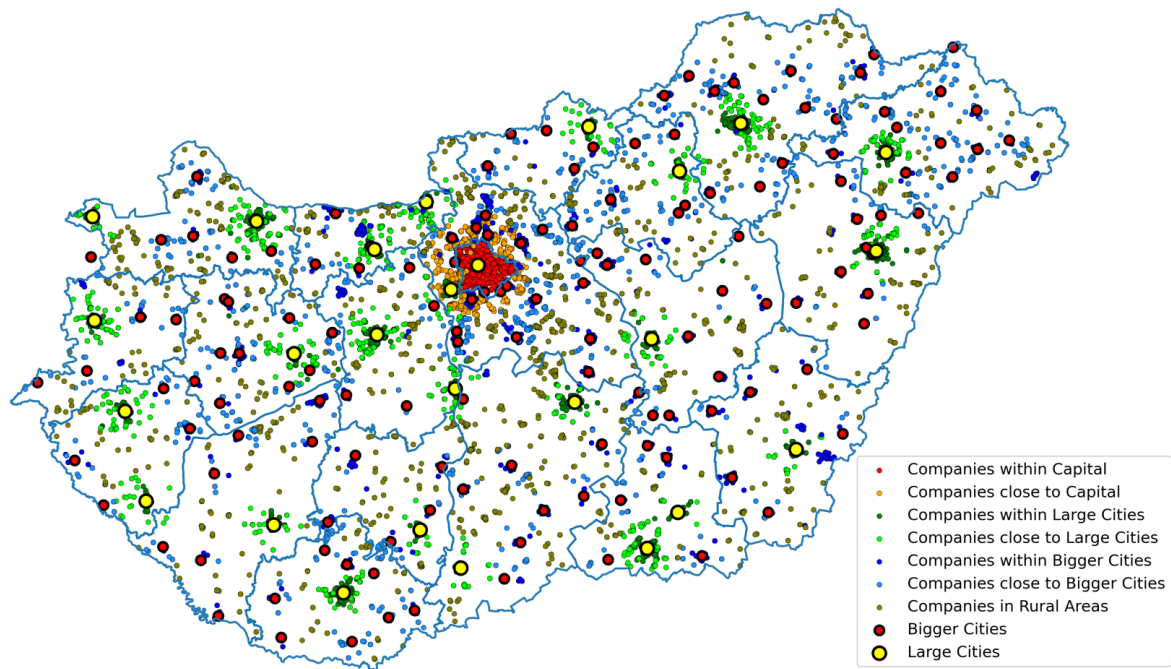 Companies within Capital
Companies close to Capital
Companies within Large Cities
Companies close to Large Cities
Companies within Bigger Cities
Companies close to Bigger Cities
Companies in Rural Areas
Bigger Cities
Large Cities